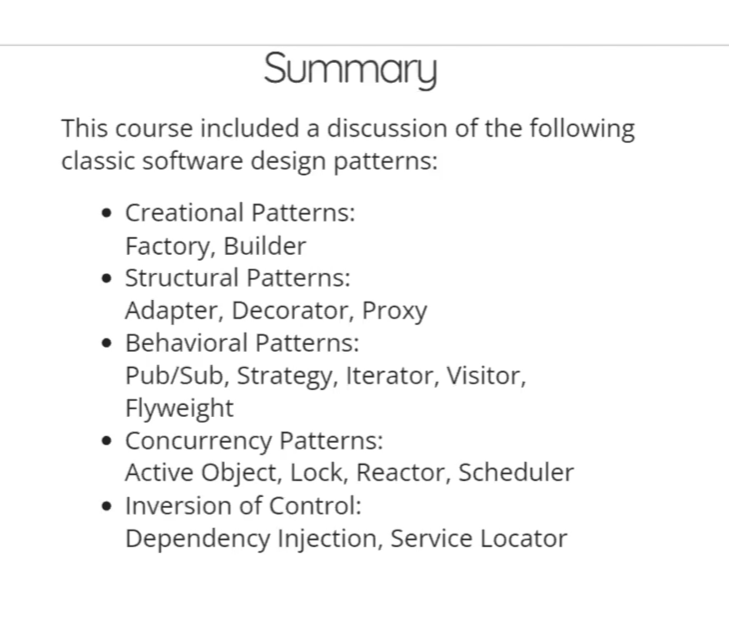 Summary
This course included a discussion of the following
classic software design patterns:
• Creational Patterns:
Factory, Builder
• Structural Patterns:
Adapter, Decorator, Proxy
• Behavioral Patterns:
Pub/Sub, Strategy, Iterator, Visitor,
Flyweight
• Concurrency Patterns:
Active Object, Lock, Reactor, Scheduler
• Inversion of Control:
Dependency Injection, Service Locator